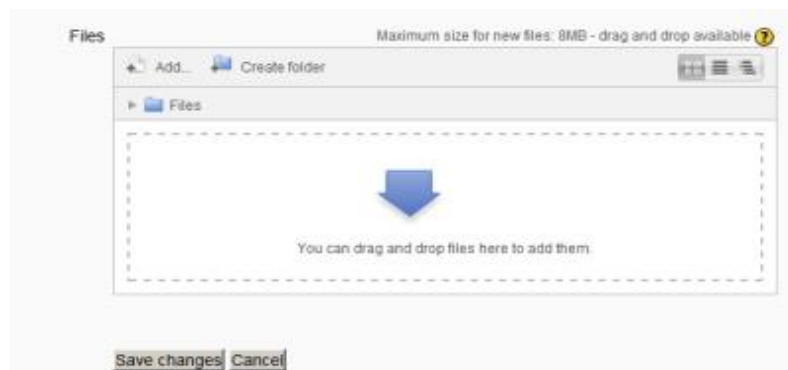 Files
Maximum size for new files: 8MB - drag and drop available
Add... Create folder
Files
You can drag and drop files here to add them.
Save changes Cancel